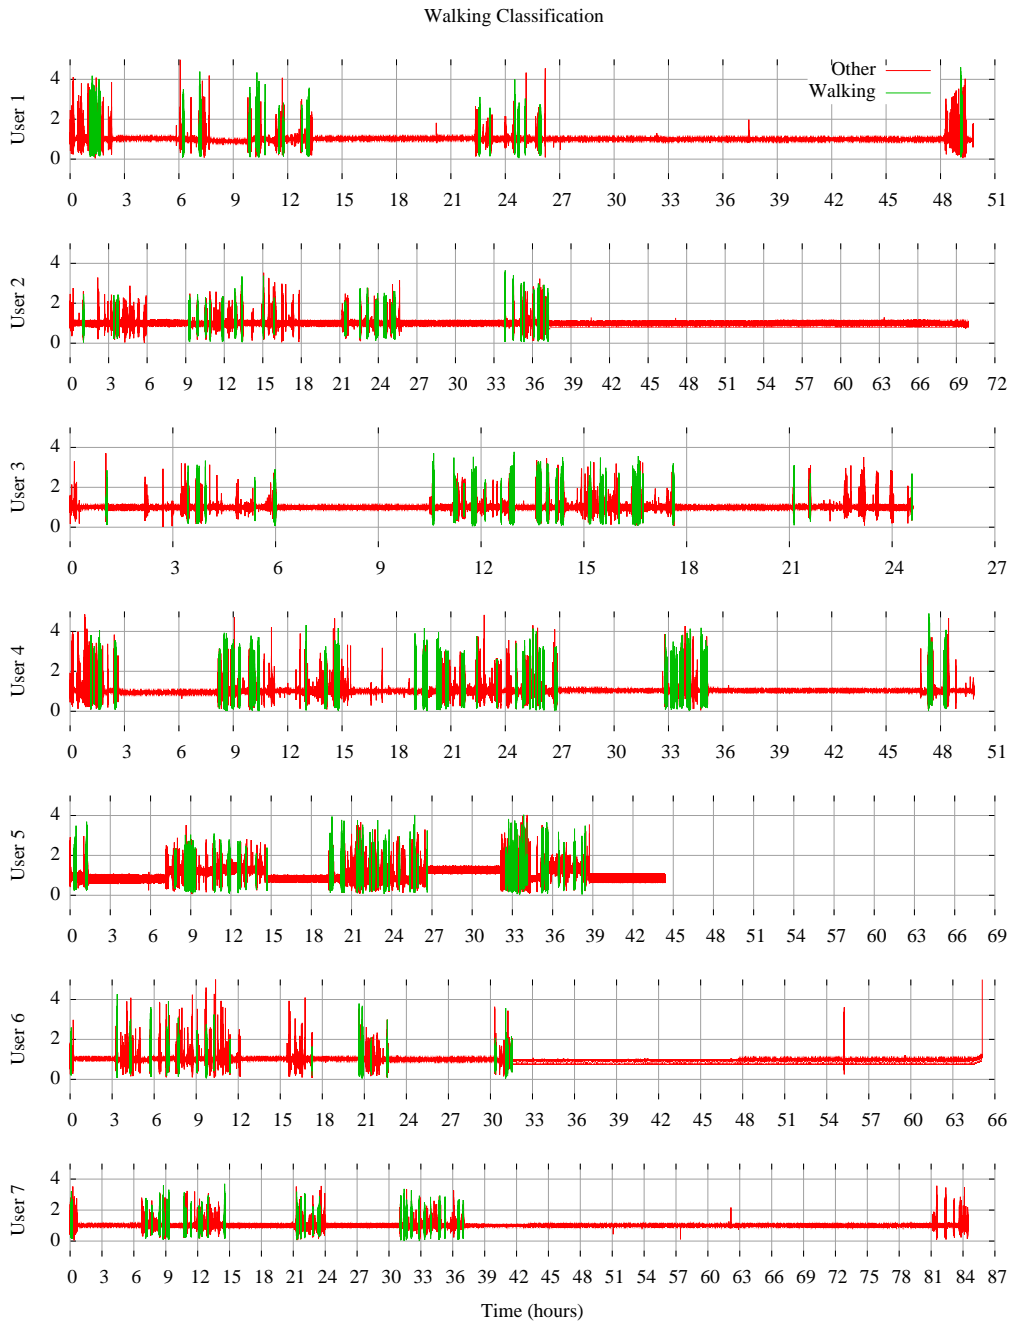 Walking Classification
Other
Walking
User 1
4
2
0
0 3 6 9 12 15 18 21 24 27 30 33 36 39 42 45 48 51
User 2
4
2
0
0 3 6 9 12 15 18 21 24 27 30 33 36 39 42 45 48 51 54 57 60 63 66 69 72
User 3
4
2
0
0 3 6 9 12 15 18 21 24 27
User 4
4
2
0
0 3 6 9 12 15 18 21 24 27 30 33 36 39 42 45 48 51
User 5
4
2
0
0 3 6 9 12 15 18 21 24 27 30 33 36 39 42 45 48 51 54 57 60 63 66 69
User 6
4
2
0
0 3 6 9 12 15 18 21 24 27 30 33 36 39 42 45 48 51 54 57 60 63 66
User 7
4
2
0
0 3 6 9 12 15 18 21 24 27 30 33 36 39 42 45 48 51 54 57 60 63 66 69 72 75 78 81 84 87
Time (hours)